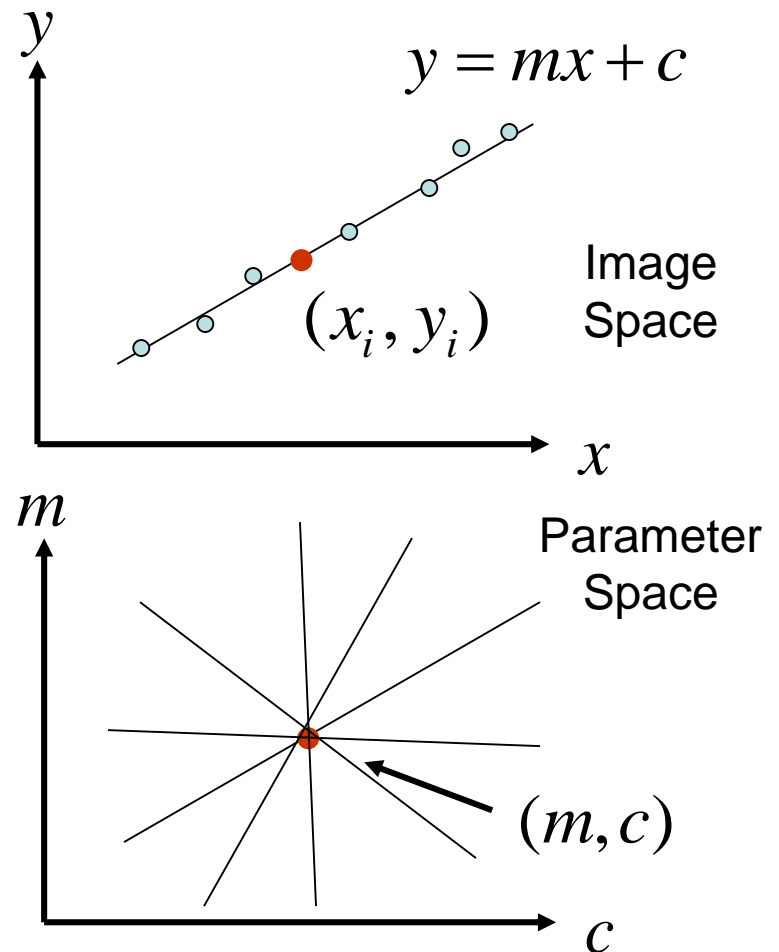 y
y = mx + c
Image
Space
(x_i, y_i)
x
m
Parameter
Space
(m, c)
c